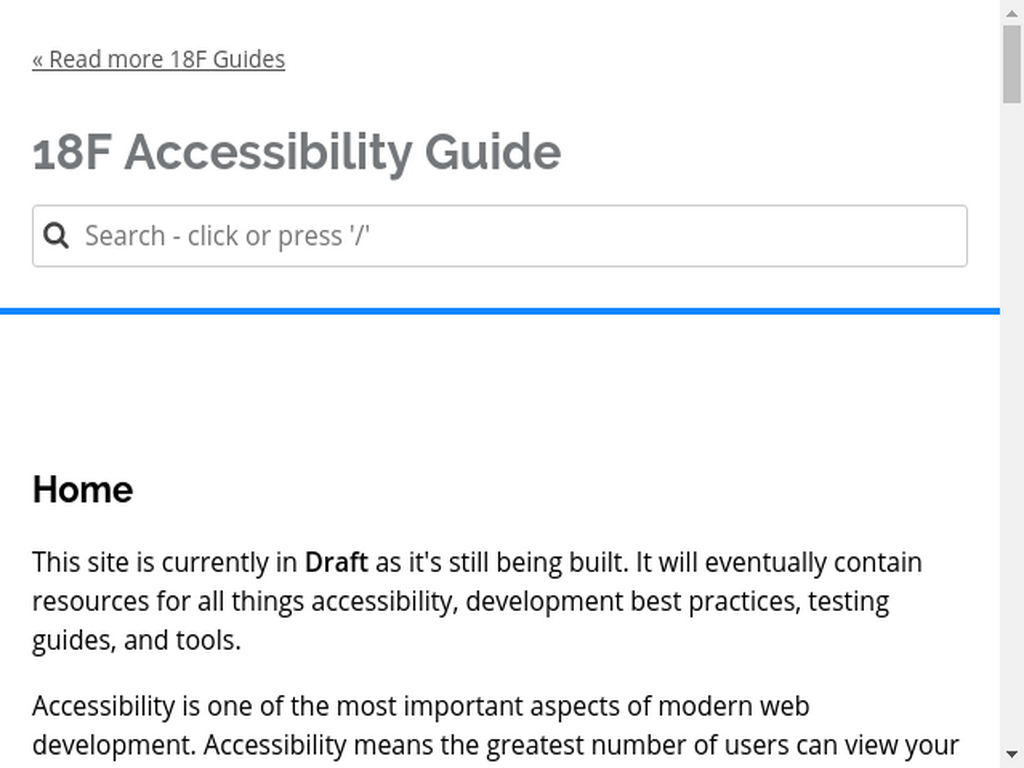 « Read more 18F Guides
18F Accessibility Guide
Search - click or press '/'
Home
This site is currently in Draft as it's still being built. It will eventually contain
resources for all things accessibility, development best practices, testing
guides, and tools.
Accessibility is one of the most important aspects of modern web
development. Accessibility means the greatest number of users can view your